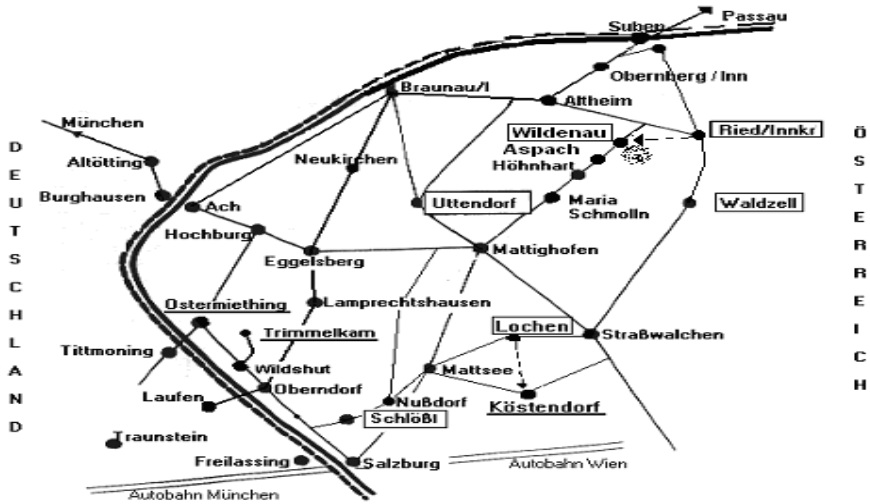 Passau
Suben
Obernberg / Inn
Braunau/I
Altheim
München
Wildenau
Ried/Innkr
Neukirchen
Aspach
Altötting
Höhnhart
Burghausen
Ach
Uttendorf
Maria
Schmolln
Waldzell
Hochburg
Mattighofen
Eggelsberg
Ostermiething
Lamprechtshausen
Trimmelkam
Lochen
Straßwalchen
Tittmoning
Wildshut
Mattsee
Oberndorf
Laufen
Nußdorf
Köstendorf
Schlößl
Traunstein
Freilassing
Salzburg
Autobahn Wien
Autobahn München
DEUTSCHLAND
ÖSTERREICH